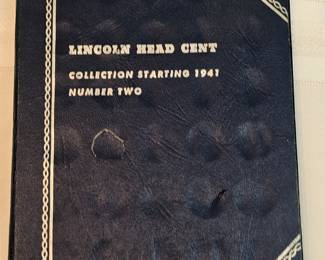 LINCOLN HEAD CENT
COLLECTION STARTING 1941
NUMBER TWO